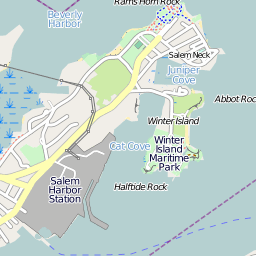 Rams Horn Rock
Beverly
Harbor
Salem Neck
Juniper
Cove
Abbot Roc
Winter Island
Cat Cove
Winter
Island
Maritime
Park
Salem
Harbor
Station
Halftide Rock